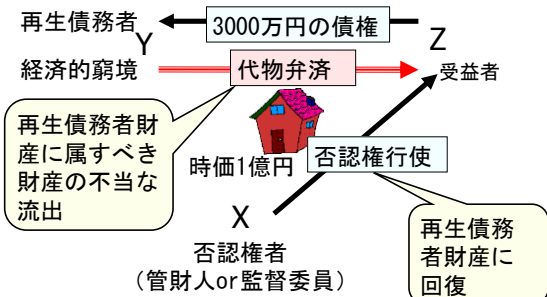 再生債務者
3000万円の債権
Y
Z
経済的窮境
代物弁済
受益者
再生債務者財
産に属すべき
財産の不当な
流出
時価1億円
否認権行使
X
否認権者
（管財人or監督委員）
再生債務
者財産に
回復